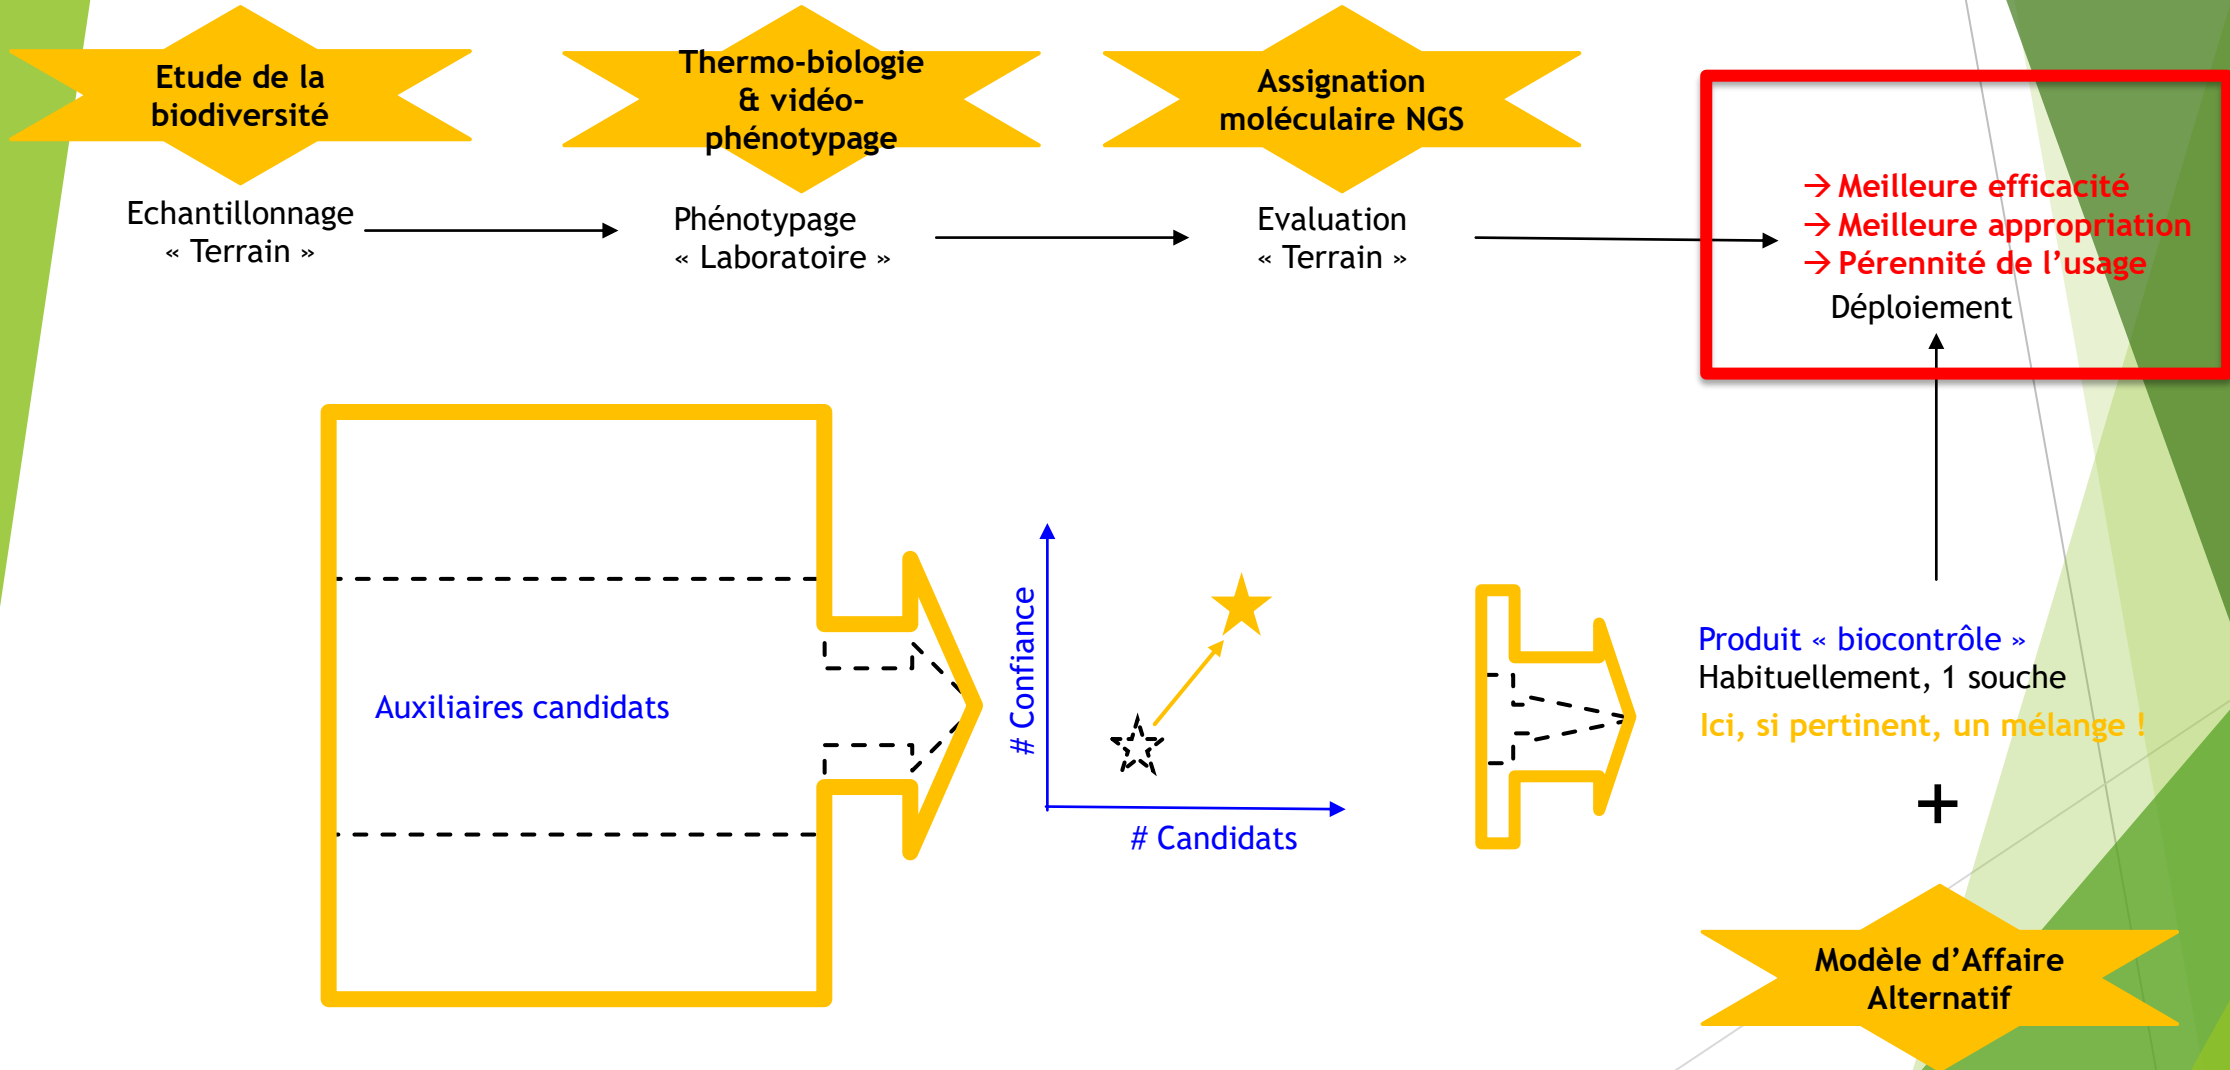 Etude de la
biodiversité
Thermo-biologie
& vidéo-
phénotypage
Assignation
moléculaire NGS
Echantillonnage
« Terrain »
Phénotypage
« Laboratoire »
Evaluation
« Terrain »
→ Meilleure efficacité
→ Meilleure appropriation
→ Pérennité de l’usage
Déploiement
Auxiliaires candidats
# Confiance
# Candidats
Produit « biocontrôle »
Habituellement, 1 souche
Ici, si pertinent, un mélange !
+
Modèle d’Affaire
Alternatif